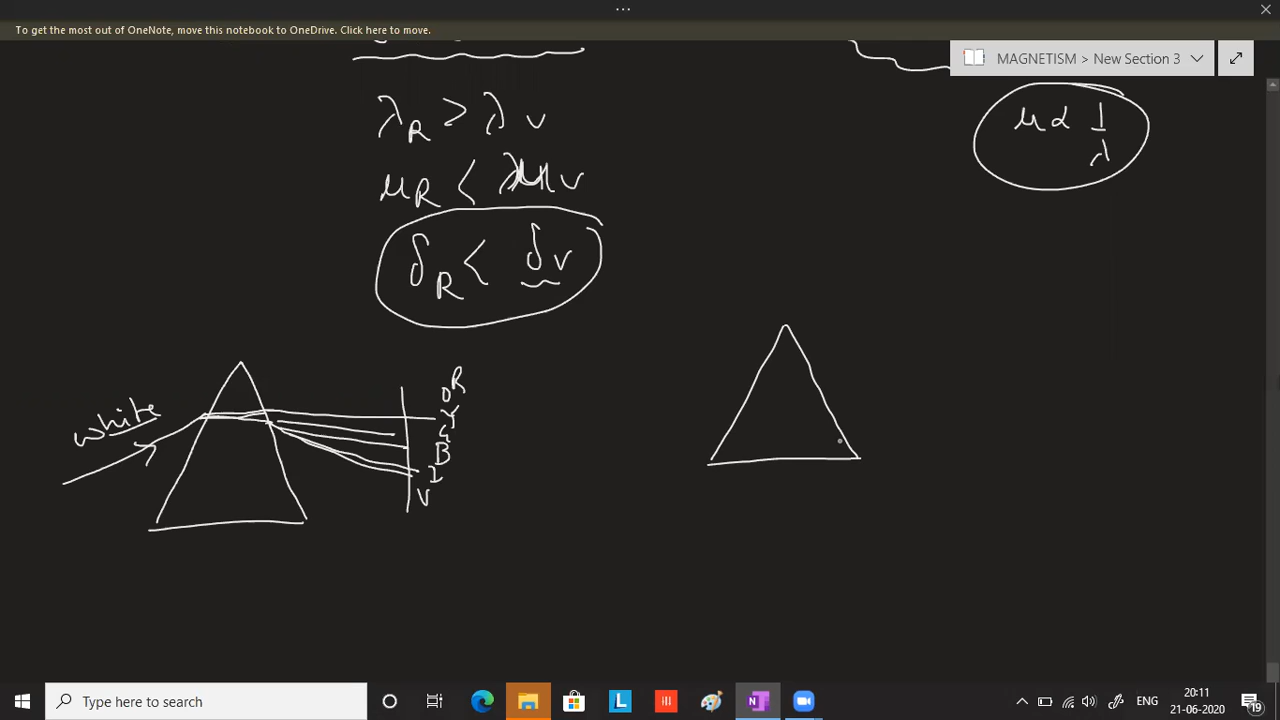 To get the most out of OneNote, move this notebook to OneDrive. Click here to move.
MAGNETISM > New Section 3
λR > λv
μ ∝ 1/λ
μR < μv
δR < δv
white
R
O
Y
G
B
I
V
Type here to search
L
N
ENG
20:11
21-06-2020
19